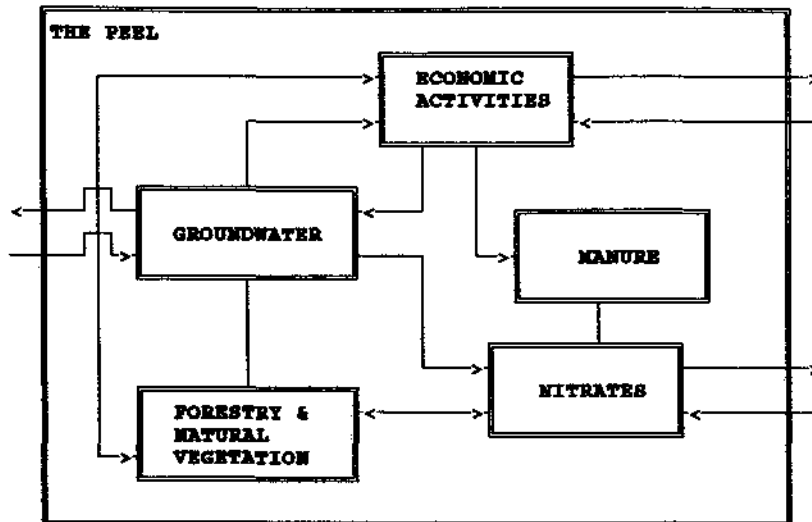 THE PEEL
ECONOMIC
ACTIVITIES
GROUNDWATER
MANURE
NITRATES
FORESTRY &
NATURAL
VEGETATION